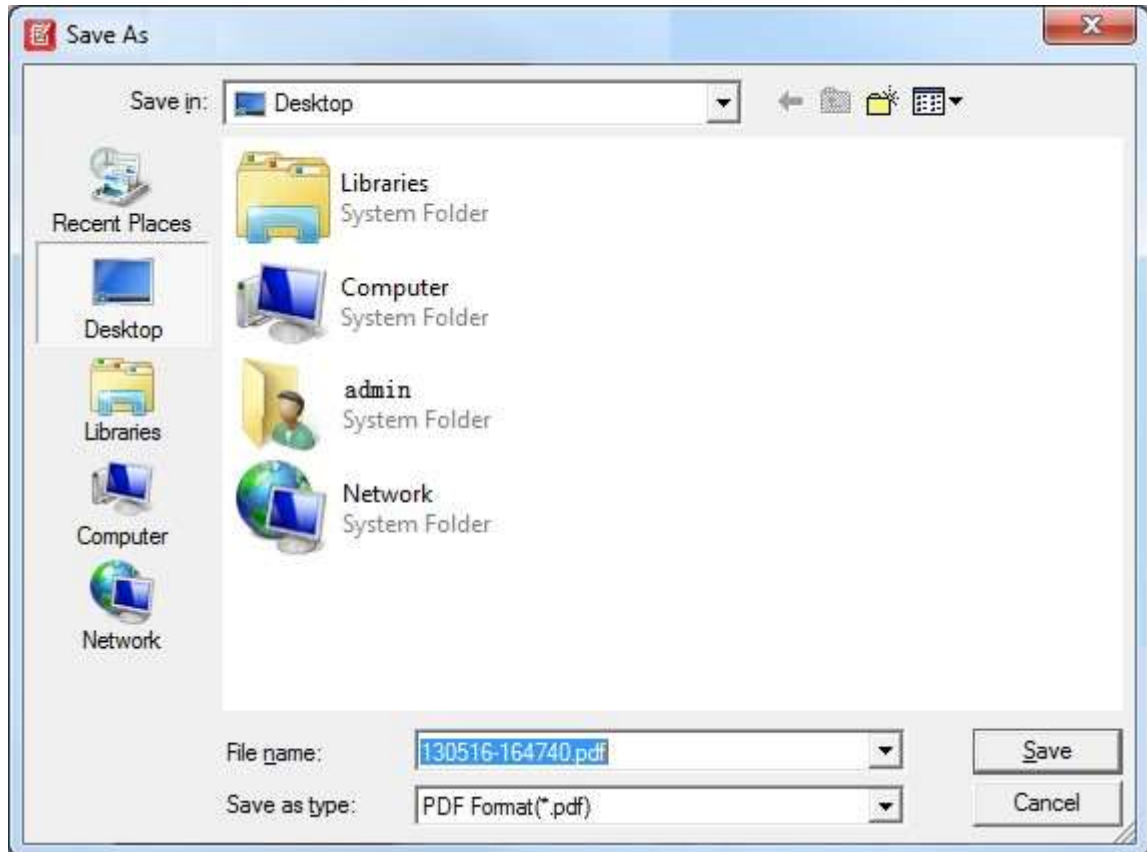 Save As
Save in:
Desktop
Recent Places
Desktop
Libraries
Computer
Network
Libraries
System Folder
Computer
System Folder
admin
System Folder
Network
System Folder
File name:
130516-164740.pdf
Save
Save as type:
PDF Format(*.pdf)
Cancel